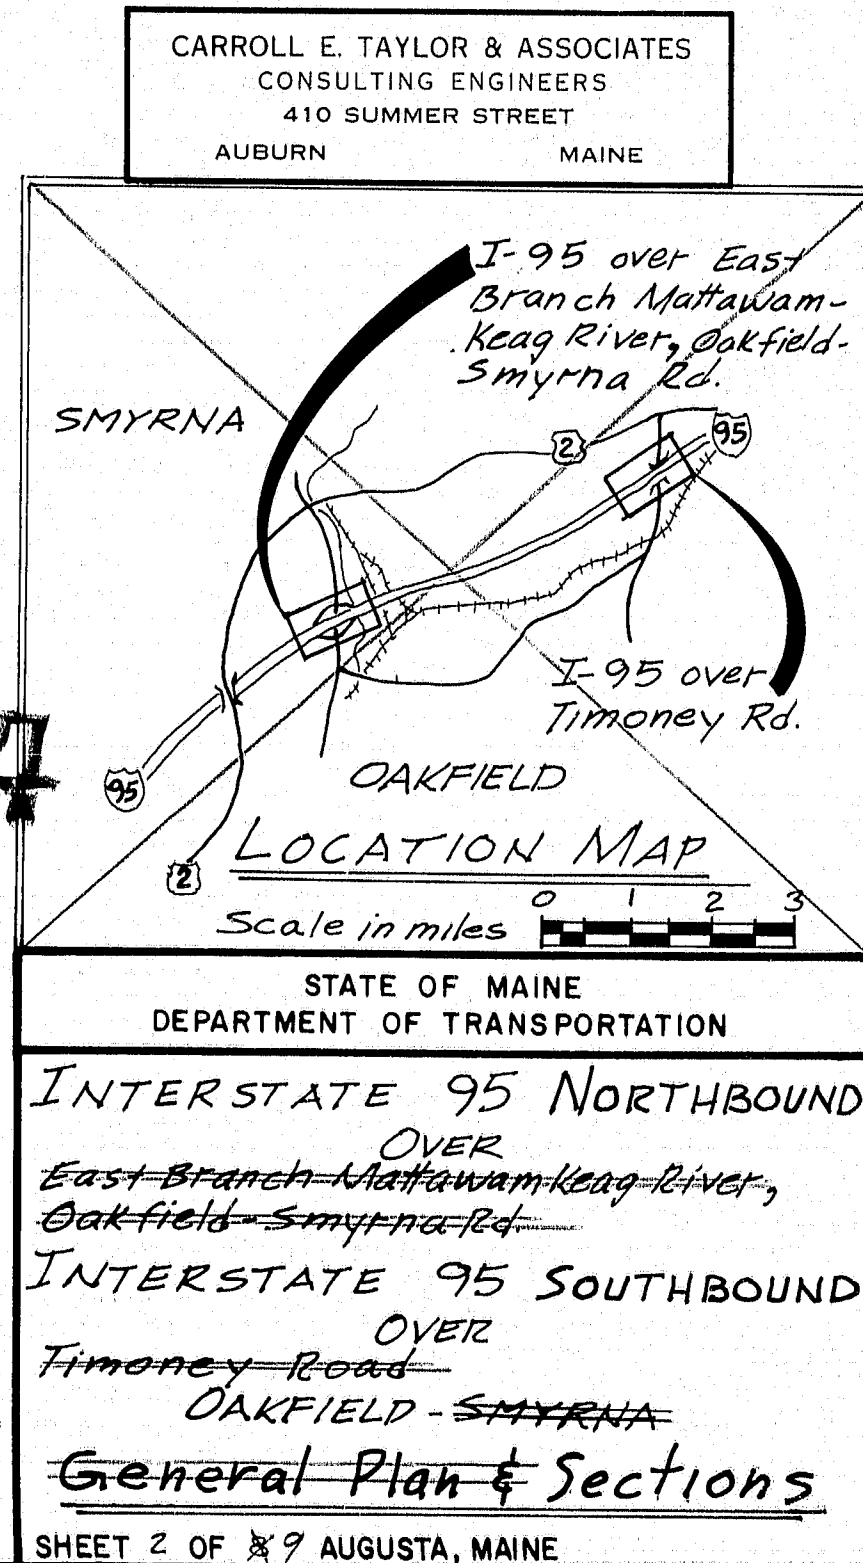 CARROLL E. TAYLOR & ASSOCIATES
CONSULTING ENGINEERS
410 SUMMER STREET
AUBURN MAINE
I-95 over East
Branch Mattawam-
Keag River, Oakfield-
Smyrna Rd.
SMYRNA
2
95
I-95 over
Timoney Rd.
95
OAKFIELD
2
LOCATION MAP
0 1 2 3
Scale in miles
STATE OF MAINE
DEPARTMENT OF TRANSPORTATION
INTERSTATE 95 NORTHBOUND
OVER
East Branch Mattawamkeag River,
Oakfield-Smyrna Rd.
INTERSTATE 95 SOUTHBOUND
OVER
Timoney Road
OAKFIELD - SMYRNA
General Plan & Sections
SHEET 2 OF 9 AUGUSTA, MAINE